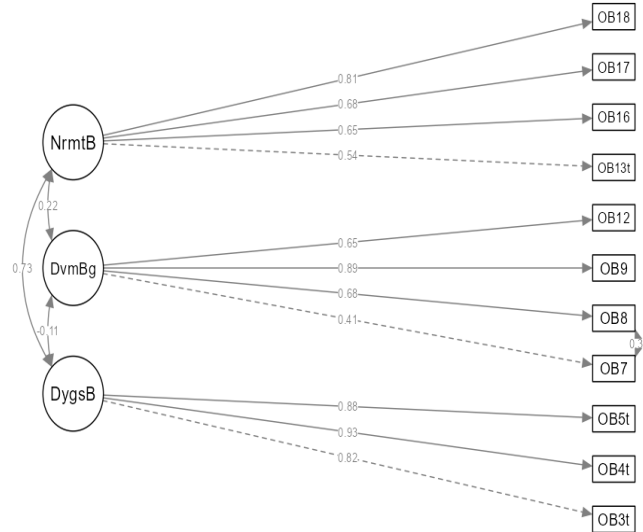 OB18
OB17
0.81
0.68
OB16
0.65
NrmtB
0.54
OB13t
0.22
OB12
0.65
0.73
DvmBg
0.89
OB9
0.68
OB8
-0.11
0.41
OB7
DygsB
0.88
OB5t
0.93
0.82
OB4t
OB3t